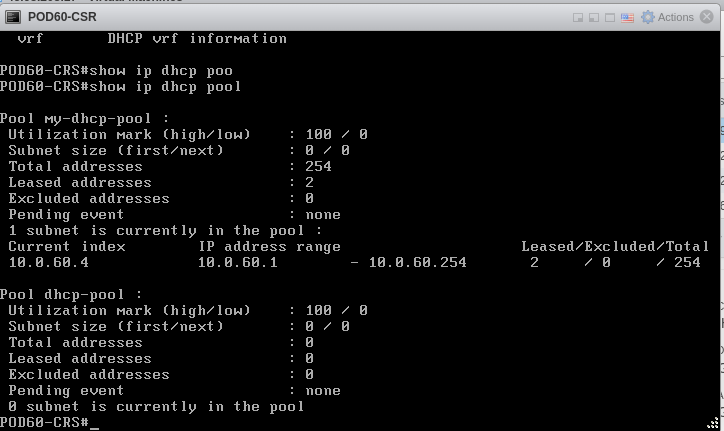 POD60-CSR
Actions
vrf DHCP vrf information
POD60-CRS#show ip dhcp poo
POD60-CRS#show ip dhcp pool
Pool my-dhcp-pool :
Utilization mark (high/low) : 100 / 0
Subnet size (first/next) : 0 / 0
Total addresses : 254
Leased addresses : 2
Excluded addresses : 0
Pending event : none
1 subnet is currently in the pool :
Current index IP address range Leased/Excluded/Total
10.0.60.4 10.0.60.1 - 10.0.60.254 2 / 0 / 254
Pool dhcp-pool :
Utilization mark (high/low) : 100 / 0
Subnet size (first/next) : 0 / 0
Total addresses : 0
Leased addresses : 0
Excluded addresses : 0
Pending event : none
0 subnet is currently in the pool
POD60-CRS#_